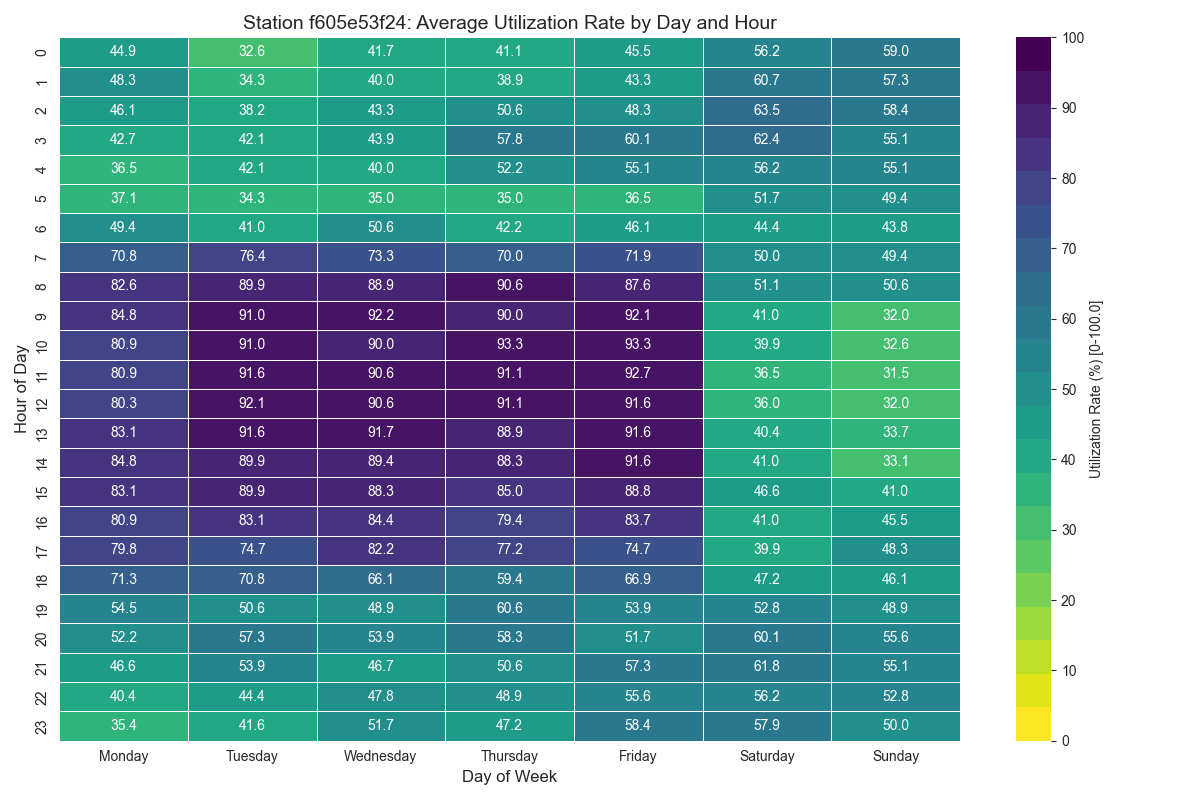 Station f605e53f24: Average Utilization Rate by Day and Hour
0 44.9 32.6 41.7 41.1 45.5 56.2 59.0
1 48.3 34.3 40.0 38.9 43.3 60.7 57.3
2 46.1 38.2 43.3 50.6 48.3 63.5 58.4
3 42.7 42.1 43.9 57.8 60.1 62.4 55.1
4 36.5 42.1 40.0 52.2 55.1 56.2 55.1
5 37.1 34.3 35.0 35.0 36.5 51.7 49.4
6 49.4 41.0 50.6 42.2 46.1 44.4 43.8
7 70.8 76.4 73.3 70.0 71.9 50.0 49.4
8 82.6 89.9 88.9 90.6 87.6 51.1 50.6
9 84.8 91.0 92.2 90.0 92.1 41.0 32.0
10 80.9 91.0 90.0 93.3 93.3 39.9 32.6
11 80.9 91.6 90.6 91.1 92.7 36.5 31.5
12 80.3 92.1 90.6 91.1 91.6 36.0 32.0
13 83.1 91.6 91.7 88.9 91.6 40.4 33.7
14 84.8 89.9 89.4 88.3 91.6 41.0 33.1
15 83.1 89.9 88.3 85.0 88.8 46.6 41.0
16 80.9 83.1 84.4 79.4 83.7 41.0 45.5
17 79.8 74.7 82.2 77.2 74.7 39.9 48.3
18 71.3 70.8 66.1 59.4 66.9 47.2 46.1
19 54.5 50.6 48.9 60.6 53.9 52.8 48.9
20 52.2 57.3 53.9 58.3 51.7 60.1 55.6
21 46.6 53.9 46.7 50.6 57.3 61.8 55.1
22 40.4 44.4 47.8 48.9 55.6 56.2 52.8
23 35.4 41.6 51.7 47.2 58.4 57.9 50.0
Monday Tuesday Wednesday Thursday Friday Saturday Sunday
Day of Week
Hour of Day
100
90
80
70
60
50
40
30
20
10
0
Utilization Rate (%) [0-100.0]